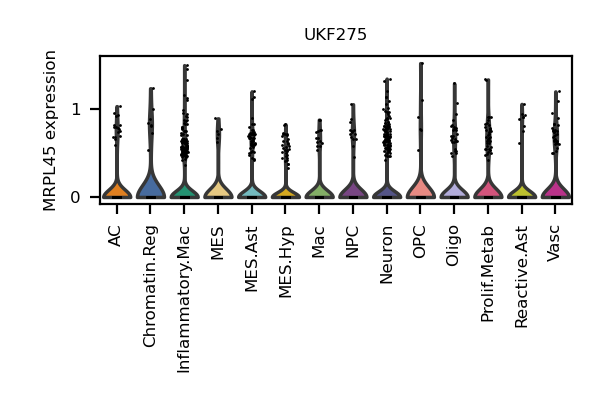 UKF275
MRPL45 expression
1
0
AC
Chromatin.Reg
Inflammatory.Mac
MES
MES.Ast
MES.Hyp
Mac
NPC
Neuron
OPC
Oligo
Prolif.Metab
Reactive.Ast
Vasc